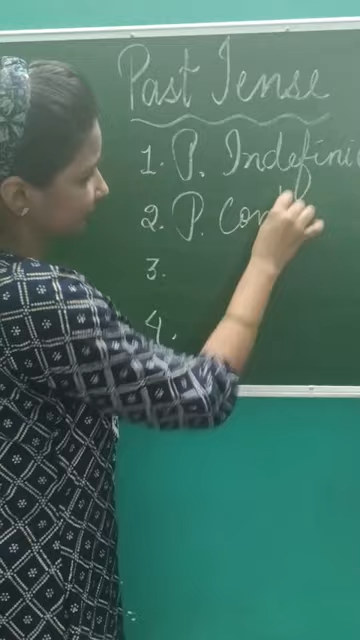 Past Tense
1. P. Indefini
2. P. Con
3.
4.